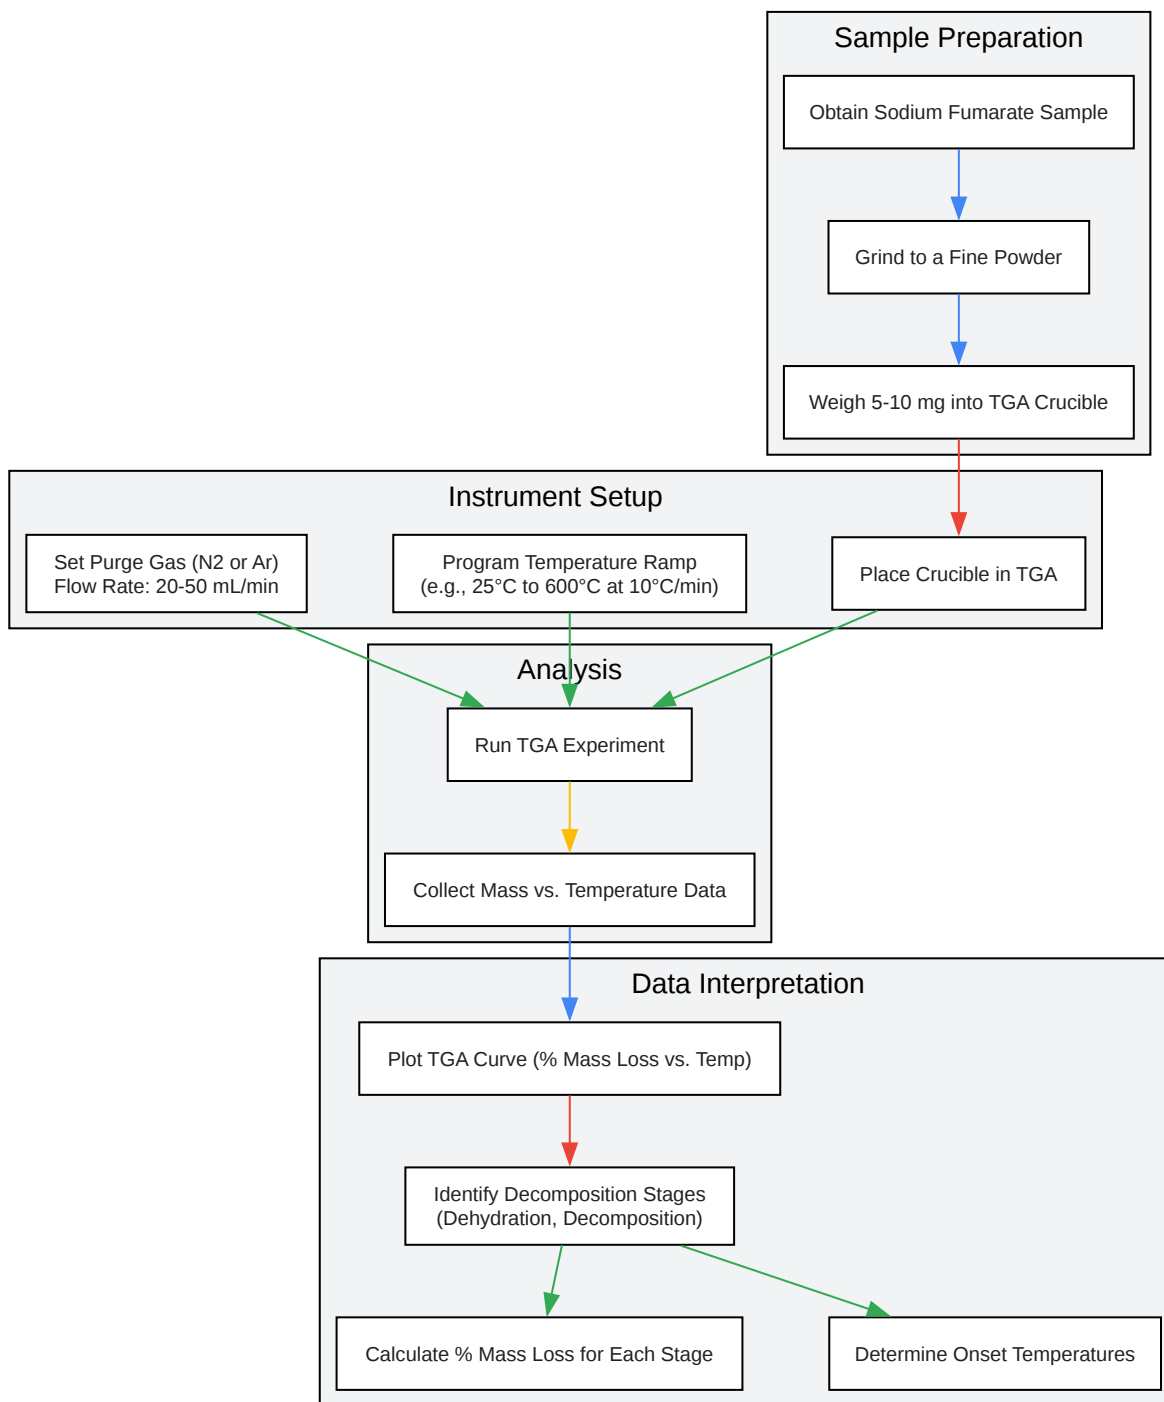 Sample Preparation
Obtain Sodium Fumarate Sample
Grind to a Fine Powder
Weigh 5-10 mg into TGA Crucible
Instrument Setup
Set Purge Gas (N2 or Ar)
Flow Rate: 20-50 mL/min
Program Temperature Ramp
(e.g., 25°C to 600°C at 10°C/min)
Place Crucible in TGA
Analysis
Run TGA Experiment
Collect Mass vs. Temperature Data
Data Interpretation
Plot TGA Curve (% Mass Loss vs. Temp)
Identify Decomposition Stages
(Dehydration, Decomposition)
Calculate % Mass Loss for Each Stage
Determine Onset Temperatures